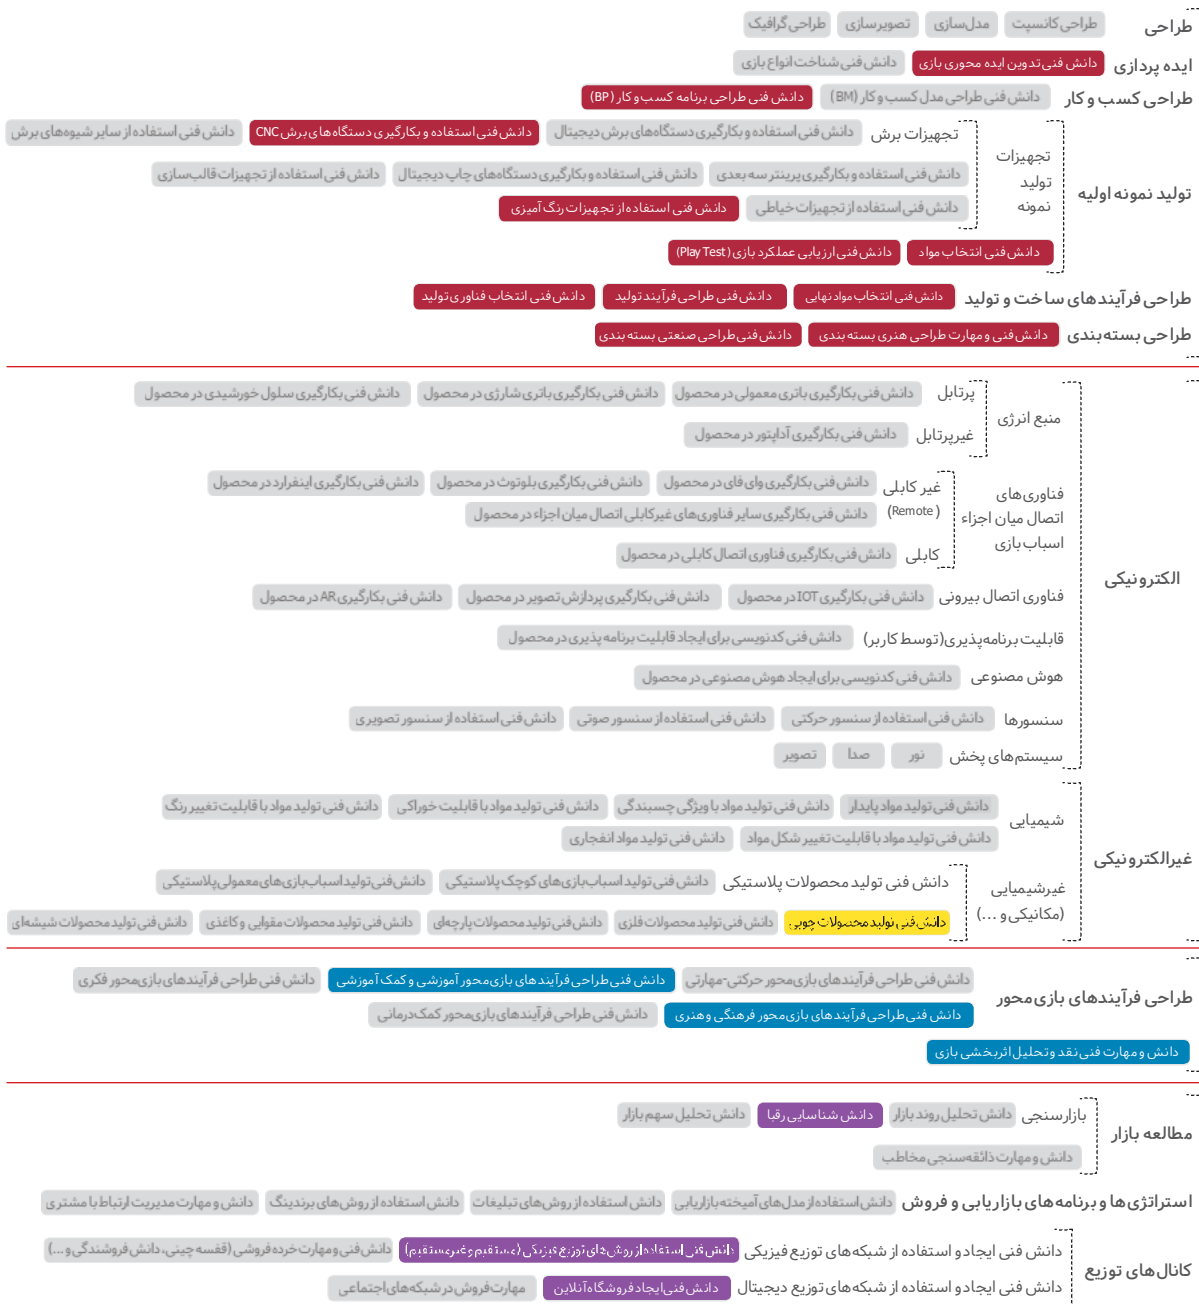 طراحی طراحی کانسپت مدل‌سازی تصویرسازی طراحی گرافیک
ایده پردازی دانش فنی تدوین ایده محوری بازی دانش فنی شناخت انواع بازی
طراحی کسب و کار دانش فنی طراحی مدل کسب و کار (BM) دانش فنی طراحی برنامه کسب و کار (BP)
تولید نمونه اولیه
تجهیزات تولید نمونه
تجهیزات برش دانش فنی استفاده و بکارگیری دستگاه‌های برش دیجیتال دانش فنی استفاده و بکارگیری دستگاه‌های برش CNC دانش فنی استفاده از سایر شیوه‌های برش
دانش فنی استفاده و بکارگیری پرینتر سه بعدی دانش فنی استفاده و بکارگیری دستگاه‌های چاپ دیجیتال دانش فنی استفاده از تجهیزات قالب‌سازی
دانش فنی استفاده از تجهیزات خیاطی دانش فنی استفاده از تجهیزات رنگ آمیزی
دانش فنی انتخاب مواد دانش فنی ارزیابی عملکرد بازی (Play Test)
طراحی فرآیندهای ساخت و تولید دانش فنی انتخاب مواد نهایی دانش فنی طراحی فرآیند تولید دانش فنی انتخاب فناوری تولید
طراحی بسته‌بندی دانش فنی و مهارت طراحی هنری بسته بندی دانش فنی طراحی صنعتی بسته بندی
الکترونیکی
منبع انرژی
پرتابل دانش فنی بکارگیری باتری معمولی در محصول دانش فنی بکارگیری باتری شارژی در محصول دانش فنی بکارگیری سلول خورشیدی در محصول
غیرپرتابل دانش فنی بکارگیری آداپتور در محصول
فناوری‌های
اتصال میان اجزاء
اسباب‌بازی
غیر کابلی (Remote) دانش فنی بکارگیری وای فای در محصول دانش فنی بکارگیری بلوتوث در محصول دانش فنی بکارگیری اینفرارد در محصول
دانش فنی بکارگیری سایر فناوری‌های غیرکابلی اتصال میان اجزاء در محصول
کابلی دانش فنی بکارگیری فناوری اتصال کابلی در محصول
فناوری اتصال بیرونی دانش فنی بکارگیری IOT در محصول دانش فنی بکارگیری پردازش تصویر در محصول دانش فنی بکارگیری AR در محصول
قابلیت برنامه‌پذیری(توسط کاربر) دانش فنی کدنویسی برای ایجاد قابلیت برنامه پذیری در محصول
هوش مصنوعی دانش فنی کدنویسی برای ایجاد هوش مصنوعی در محصول
سنسورها دانش فنی استفاده از سنسور حرکتی دانش فنی استفاده از سنسور صوتی دانش فنی استفاده از سنسور تصویری
سیستم‌های پخش نور صدا تصویر
غیرالکترونیکی
شیمیایی دانش فنی تولید مواد پایدار دانش فنی تولید مواد با ویژگی چسبندگی دانش فنی تولید مواد با قابلیت خوراکی دانش فنی تولید مواد با قابلیت تغییر رنگ
دانش فنی تولید مواد با قابلیت تغییر شکل مواد دانش فنی تولید مواد انفجاری
غیرشیمیایی
(مکانیکی و ...)
دانش فنی تولید محصولات پلاستیکی دانش فنی تولید اسباب‌بازی‌های کوچک پلاستیکی دانش فنی تولید اسباب‌بازی‌های معمولی پلاستیکی
دانش فنی تولید محصولات چوبی دانش فنی تولید محصولات فلزی دانش فنی تولید محصولات پارچه‌ای دانش فنی تولید محصولات مقوایی و کاغذی دانش فنی تولید محصولات شیشه‌ای
طراحی فرآیندهای بازی‌محور
دانش فنی طراحی فرآیندهای بازی‌محور حرکتی-مهارتی دانش فنی طراحی فرآیندهای بازی‌محور آموزشی و کمک آموزشی دانش فنی طراحی فرآیندهای بازی‌محور فکری
دانش فنی طراحی فرآیندهای بازی‌محور فرهنگی و هنری دانش فنی طراحی فرآیندهای بازی‌محور کمک‌درمانی
دانش و مهارت فنی نقد و تحلیل اثربخشی بازی
مطالعه بازار
بازارسنجی دانش تحلیل روند بازار دانش شناسایی رقبا دانش تحلیل سهم بازار
دانش و مهارت ذائقه‌سنجی مخاطب
استراتژی‌ها و برنامه‌های بازاریابی و فروش دانش استفاده از مدل‌های آمیخته بازاریابی دانش استفاده از روش‌های تبلیغات دانش استفاده از روش‌های برندینگ دانش و مهارت مدیریت ارتباط با مشتری
کانال‌های توزیع
دانش فنی ایجاد و استفاده از شبکه‌های توزیع فیزیکی دانش فنی استفاده از روش‌های توزیع فیزیکی (مستقیم و غیرمستقیم) دانش فنی و مهارت خرده فروشی (قفسه چینی، دانش فروشندگی و ...)
دانش فنی ایجاد و استفاده از شبکه‌های توزیع دیجیتال دانش فنی ایجاد فروشگاه آنلاین مهارت فروش در شبکه‌های اجتماعی